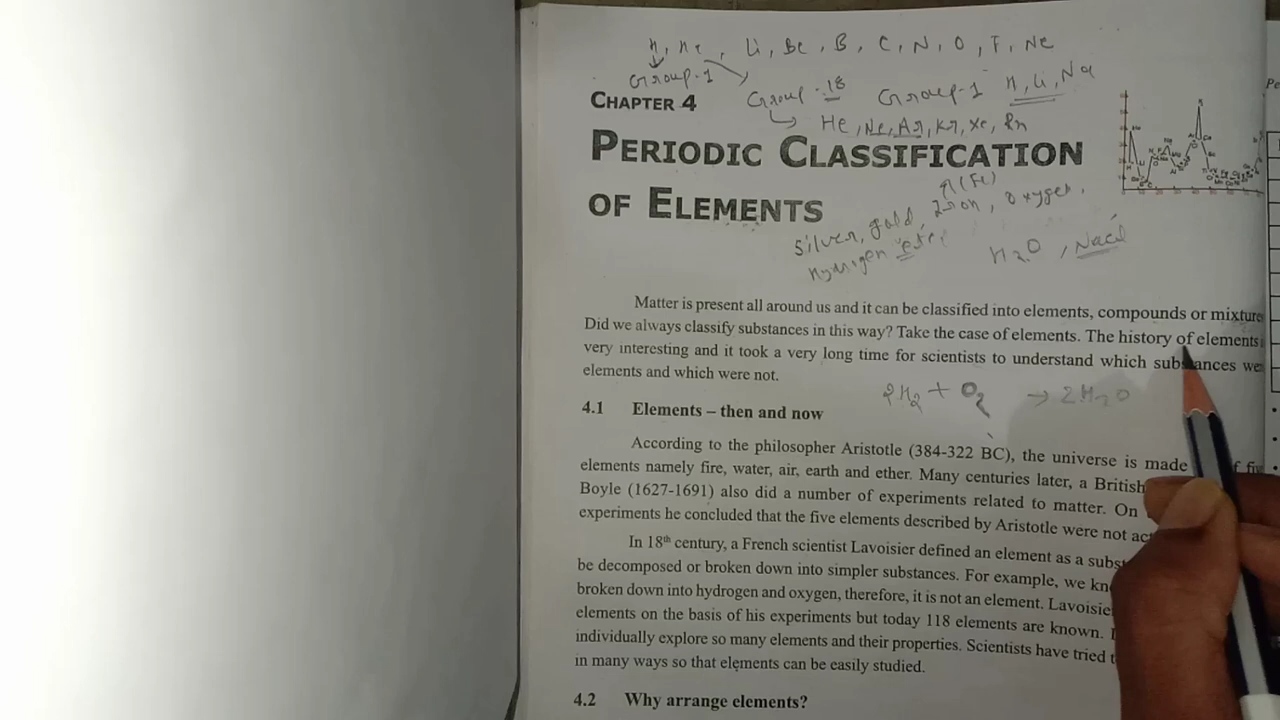 H, He, Li, Be, B, C, N, O, F, Ne
Group-1
Group-18 Group-1 H, Li, Na
He, Ne, Ar, Kr, Xe, Rn
CHAPTER 4
PERIODIC CLASSIFICATION
OF ELEMENTS
(Fe)
Silver, gold, Iron, Oxygen,
Hydrogen etc
H₂O, NaCl
Matter is present all around us and it can be classified into elements, compounds or mixture
Did we always classify substances in this way? Take the case of elements. The history of elements
very interesting and it took a very long time for scientists to understand which substances we
elements and which were not.
2H₂ + O₂ → 2H₂O
4.1 Elements – then and now
According to the philosopher Aristotle (384-322 BC), the universe is made f fiv
elements namely fire, water, air, earth and ether. Many centuries later, a British
Boyle (1627-1691) also did a number of experiments related to matter. On
experiments he concluded that the five elements described by Aristotle were not act
In 18th century, a French scientist Lavoisier defined an element as a subst
be decomposed or broken down into simpler substances. For example, we kn
broken down into hydrogen and oxygen, therefore, it is not an element. Lavoisie
elements on the basis of his experiments but today 118 elements are known. I
individually explore so many elements and their properties. Scientists have tried t
in many ways so that elements can be easily studied.
4.2 Why arrange elements?